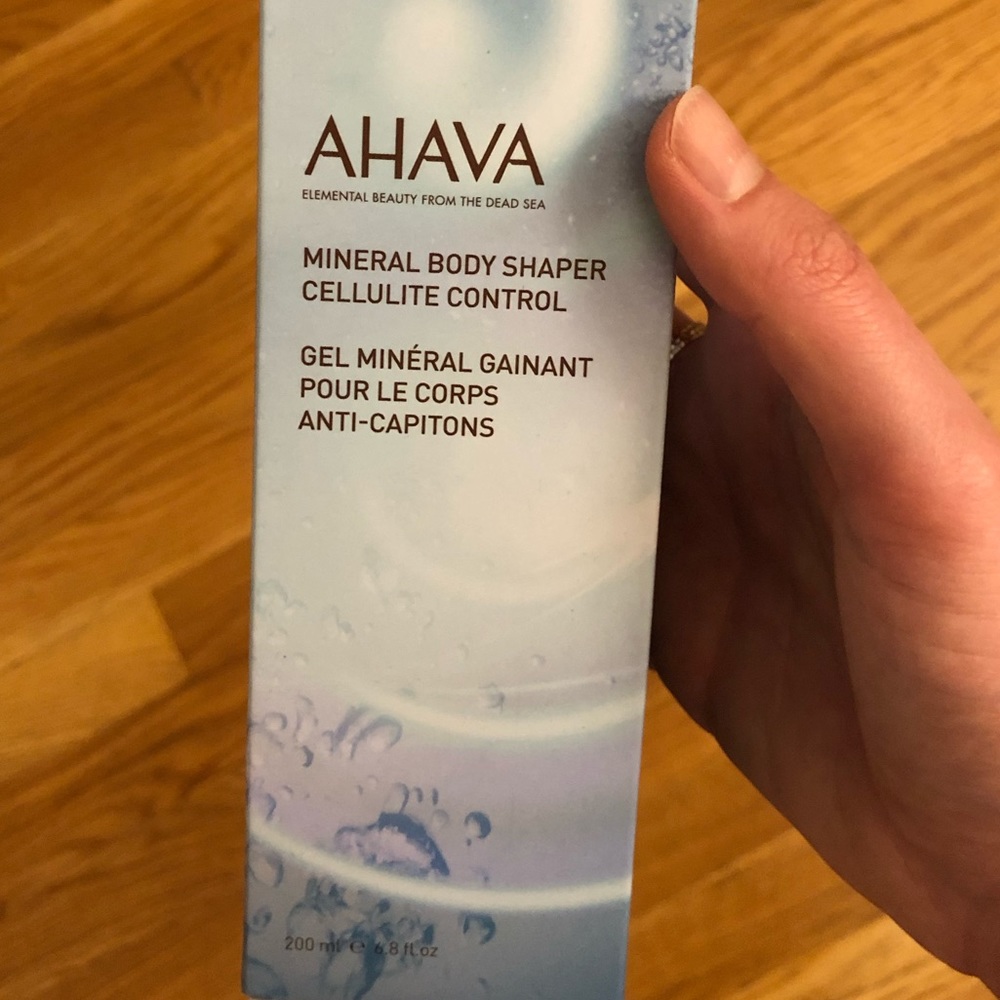 AHAVA
ELEMENTAL BEAUTY FROM THE DEAD SEA
MINERAL BODY SHAPER
CELLULITE CONTROL
GEL MINÉRAL GAINANT
POUR LE CORPS
ANTI-CAPITONS
200 ml ℮ 6.8 fl.oz